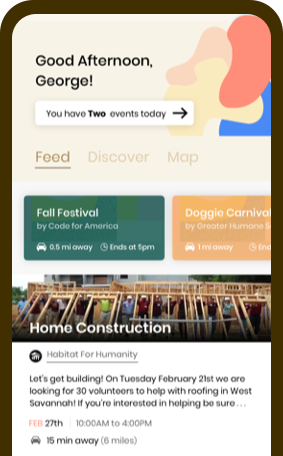 Good Afternoon,
George!
You have Two events today
Feed Discover Map
Fall Festival
by Code for America
0.5 mi away Ends at 5pm
Doggie Carnival
by Greater Humane S
1 mi away End
Home Construction
Habitat For Humanity
Let's get building! On Tuesday February 21st we are
looking for 30 volunteers to help with roofing in West
Savannah! If you're interested in helping be sure ...
FEB 27th 10:00AM to 4:00PM
15 min away (6 miles)